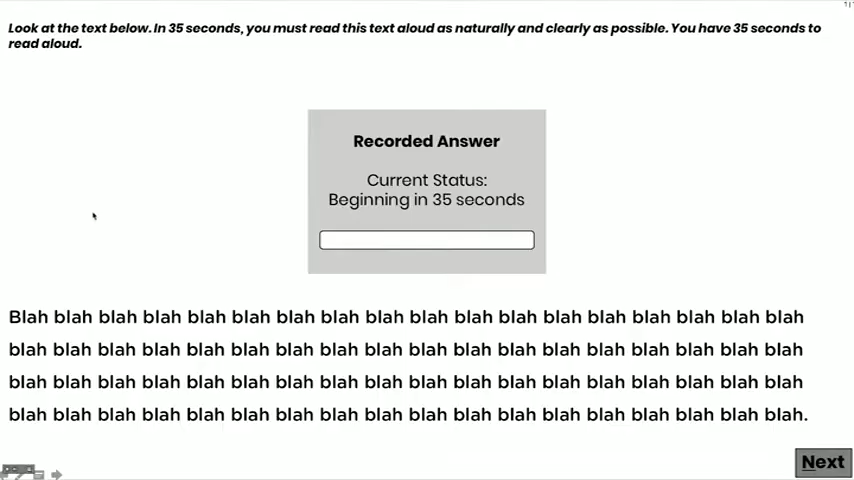 Look at the text below. In 35 seconds, you must read this text aloud as naturally and clearly as possible. You have 35 seconds to
read aloud.
Recorded Answer
Current Status:
Beginning in 35 seconds
Blah blah blah blah blah blah blah blah blah blah blah blah blah blah blah blah blah blah
blah blah blah blah blah blah blah blah blah blah blah blah blah blah blah blah blah blah
blah blah blah blah blah blah blah blah blah blah blah blah blah blah blah blah blah blah
blah blah blah blah blah blah blah blah blah blah blah blah blah blah blah blah blah blah.
Next